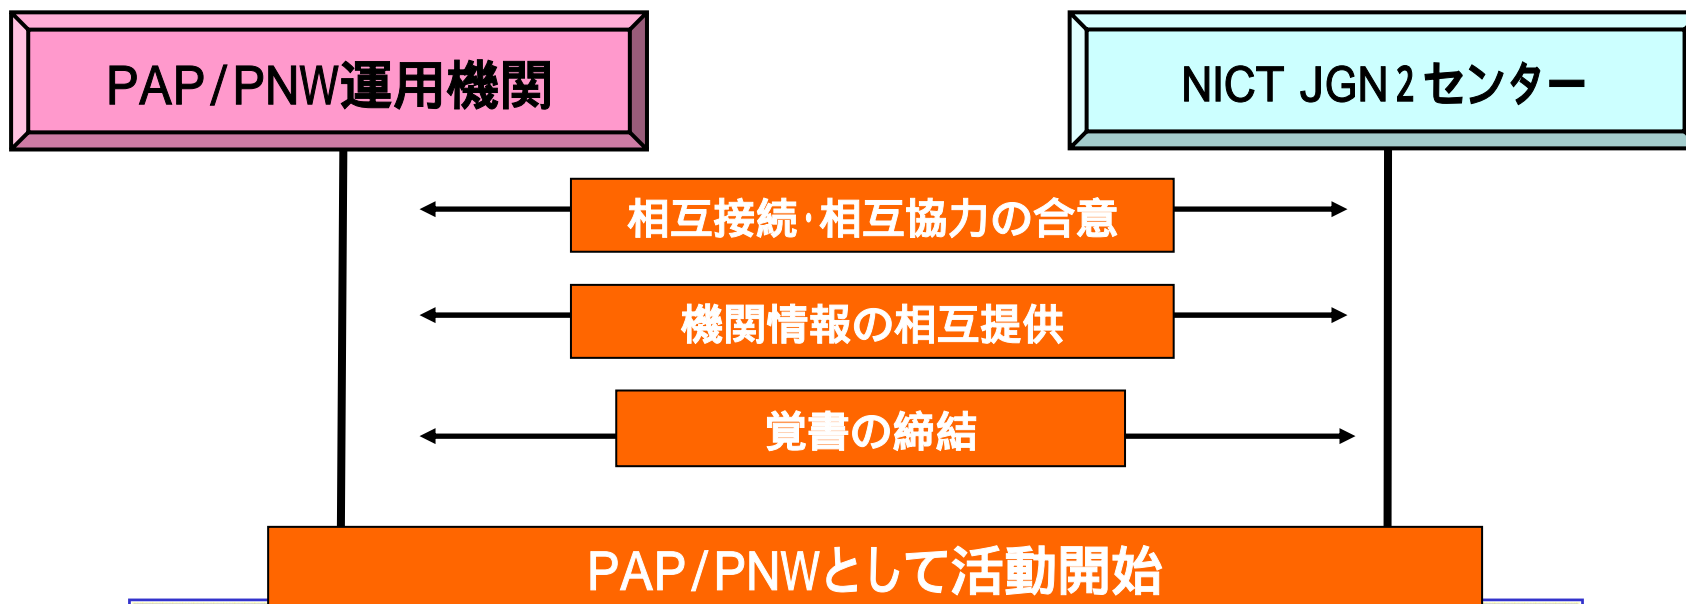 PAP/PNW運用機関
NICT JGN2センター
相互接続・相互協力の合意
機関情報の相互提供
覚書の締結
PAP/PNWとして活動開始